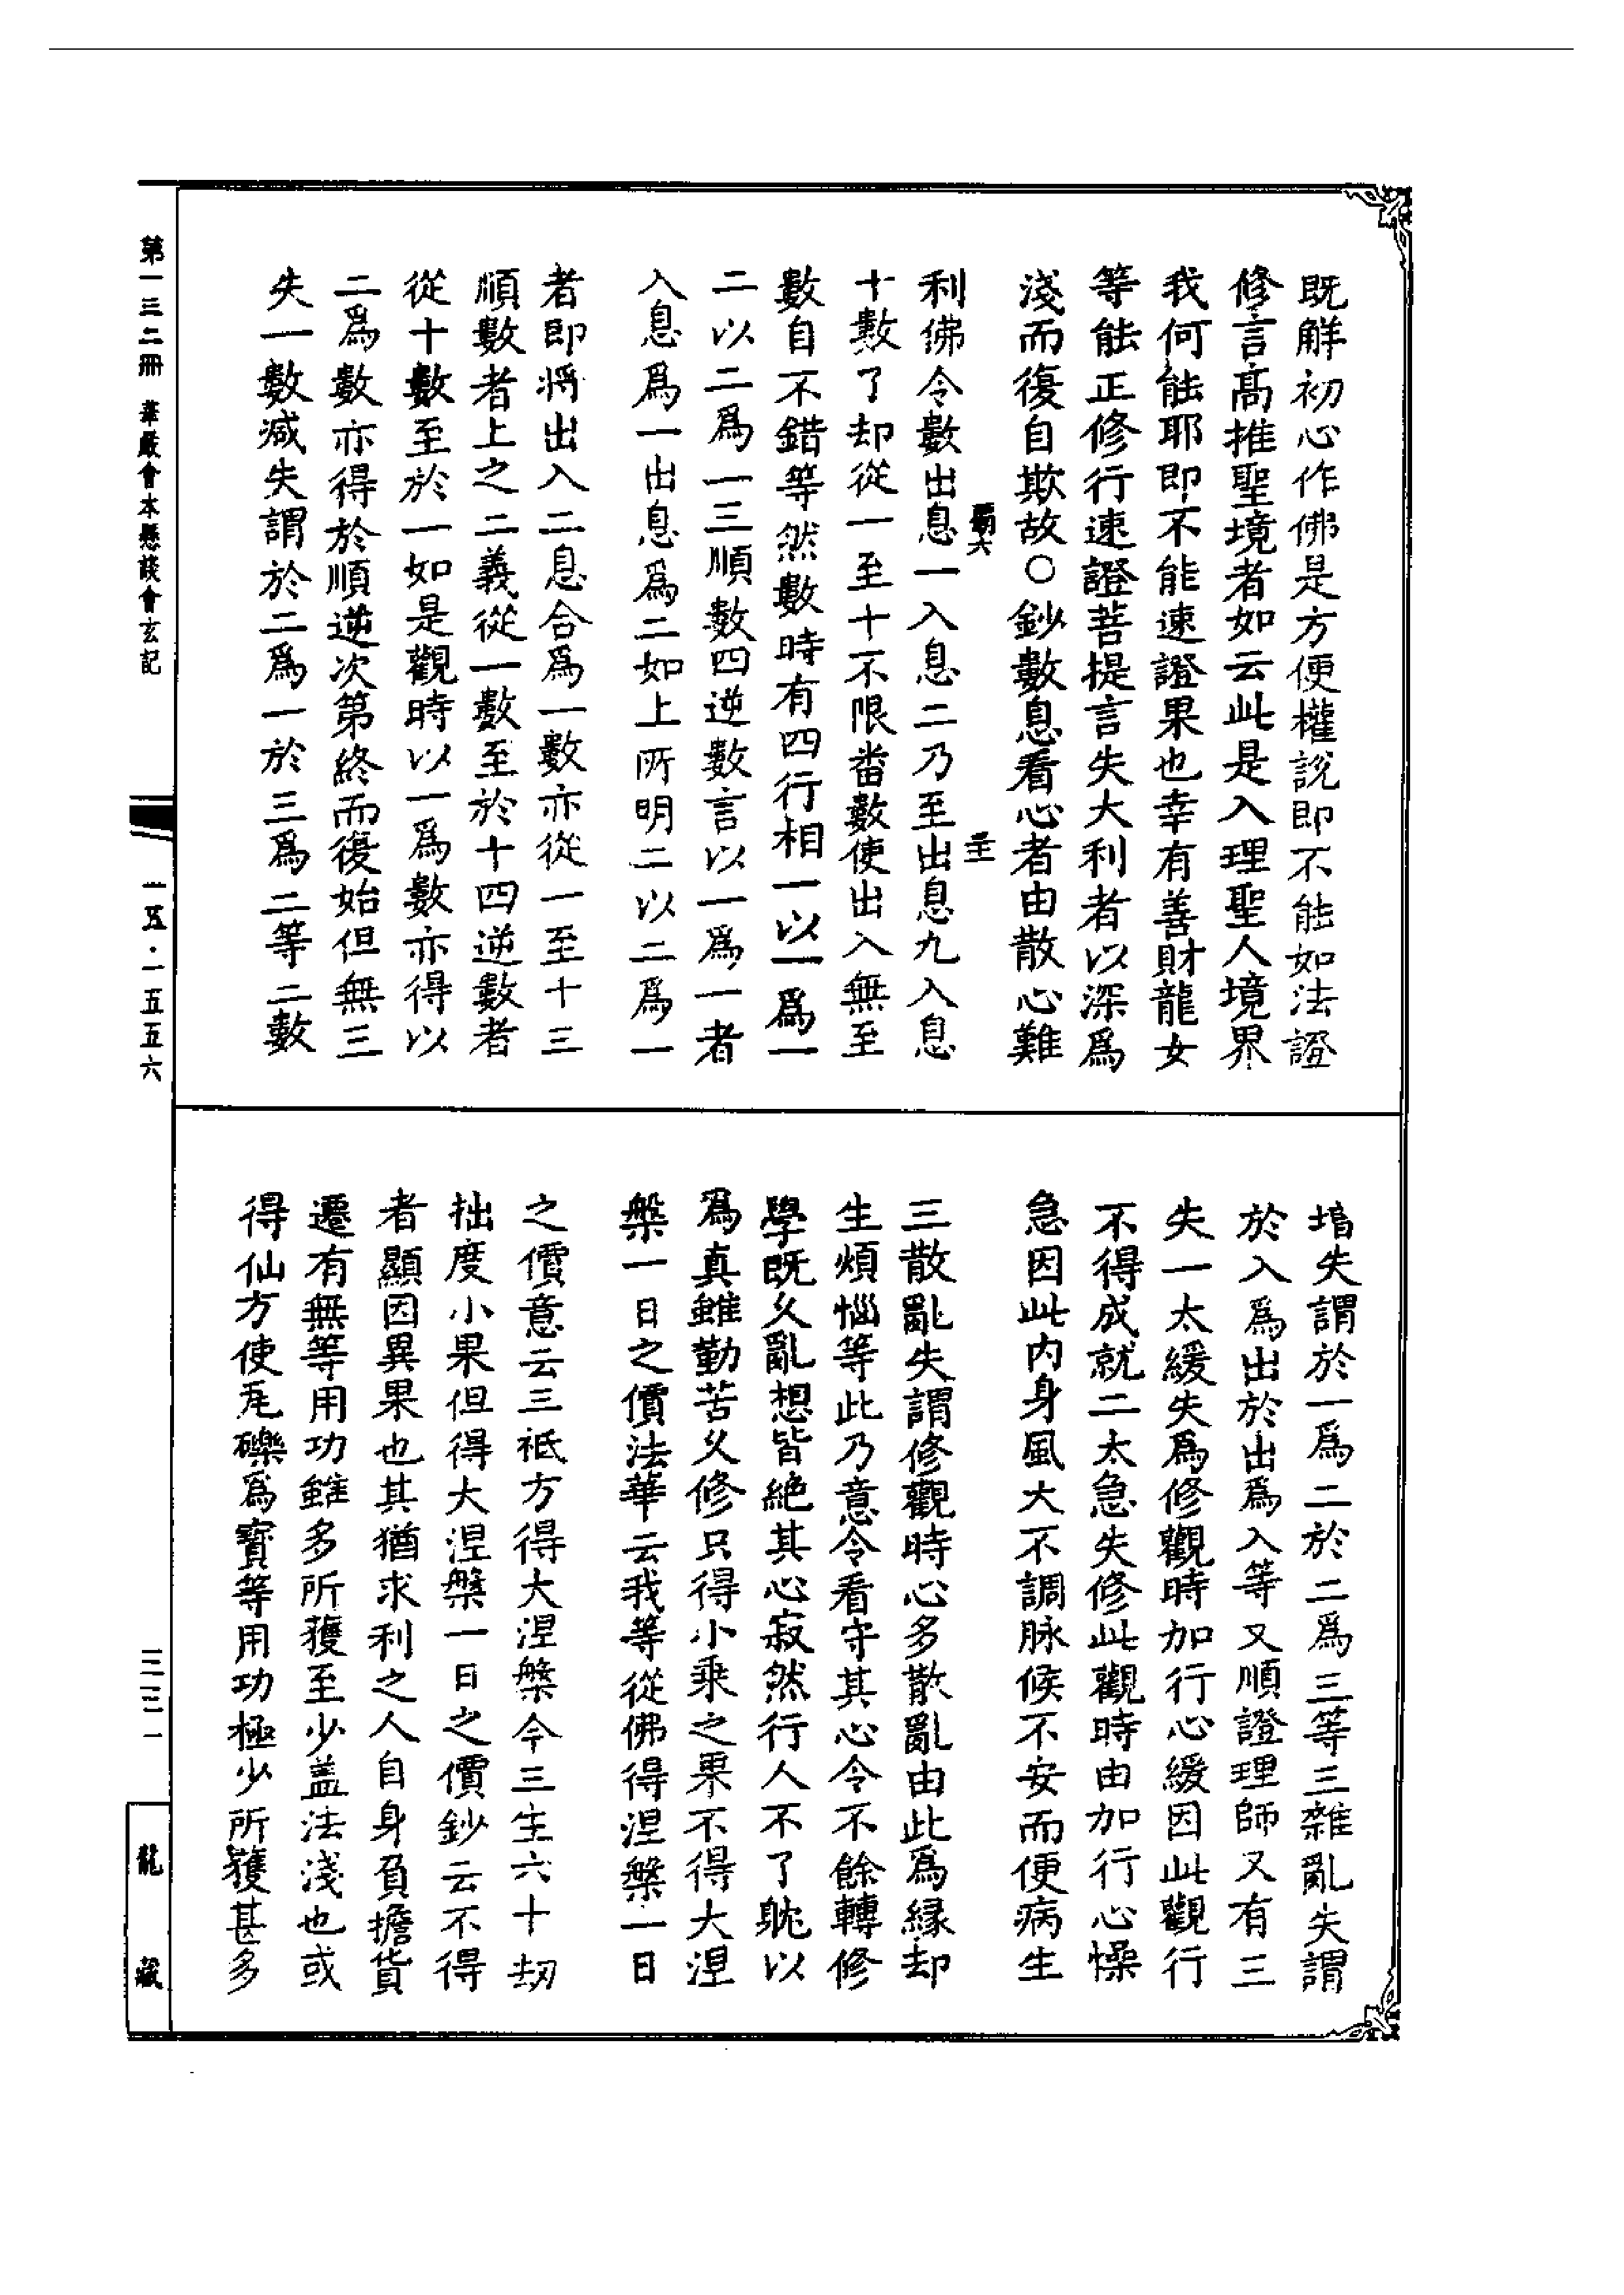 既解初心作佛是方便權說即不能如法證
修言高推聖境者如云此是入理聖人境界
我何能耶即不能速證果也幸有善財龍女
等能正修行速證菩提言失大利者以深爲
淺而復自欺故○鈔數息看心者由散心難
利佛令數出息一入息二乃至出息九入息
十數了却從一至十不限畨數使出入無至
數自不錯等然數時有四行相一以一爲一
二以二爲一三順數四逆數言以一爲一者
入息爲一出息爲二如上所明二以二爲一
者即將出入二息合爲一數亦從一至十三
順數者上之二義從一數至於十四逆數者
從十數至於一如是觀時以一爲數亦得以
二爲數亦得於順逆次第終而復始但無三
失一數減失謂於二爲一於三爲二等二數
增失謂於一爲二於二爲三等三雜亂失謂
於入爲出於出爲入等又順證理師又有三
失一太緩失爲修觀時加行心緩因此觀行
不得成就二太急失修此觀時由加行心懆
急因此内身風大不調脉候不安而便病生
三散亂失謂修觀時心多散亂由此爲緣却
生煩惱等此乃意令看守其心令不餘轉修
學既久亂想皆絶其心寂然行人不了躭以
爲真雖勤苦久修只得小乘之果不得大涅
槃一日之價法華云我等從佛得涅槃一日
之價意云三祇方得大涅槃今三生六十刼
拙度小果但得大涅槃一日之價鈔云不得
者顯因異果也其猶求利之人自身負擔貨
遷有無等用功雖多所獲至少盖法淺也或
得仙方使瓦礫爲寶等用功極少所獲甚多
第一三二冊 華嚴會本懸談會玄記
一五·一五五六
三三二一
龍藏